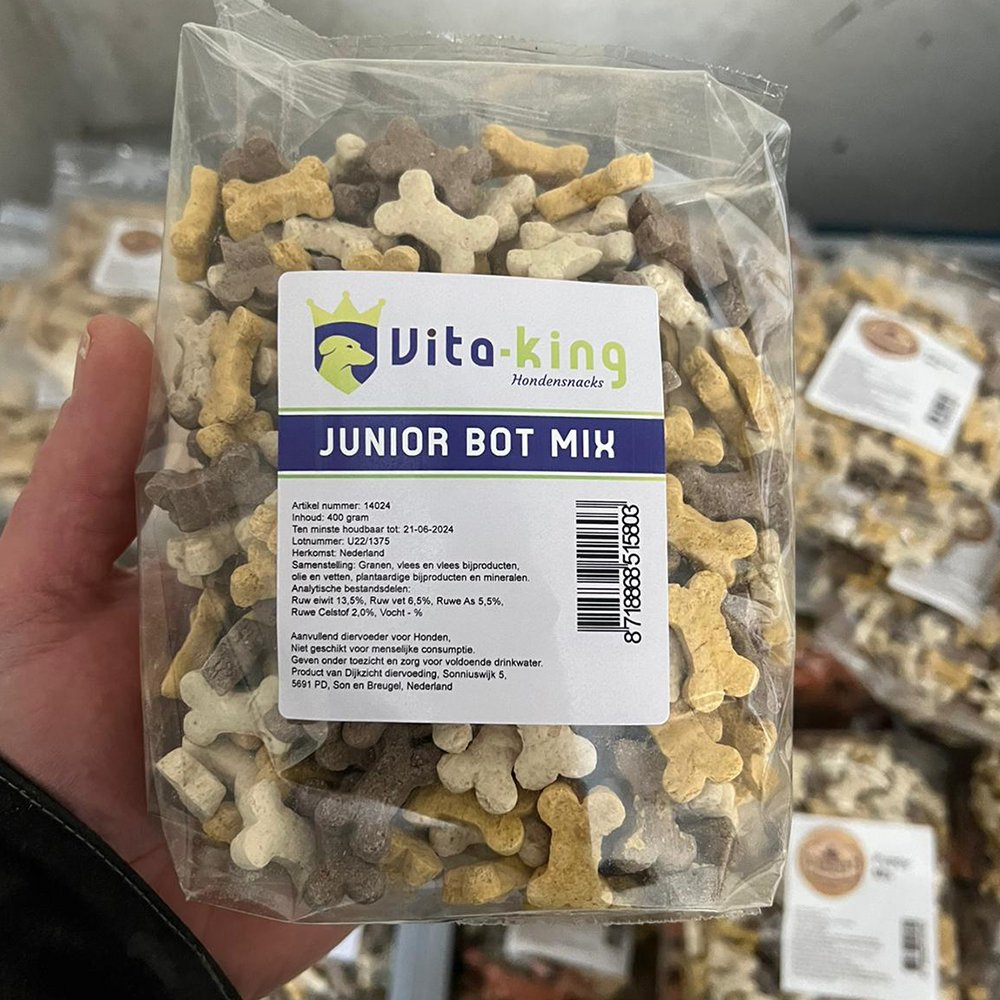 Vita-king
Hondensnacks
JUNIOR BOT MIX
Artikel nummer: 14024
Inhoud: 400 gram
Ten minste houdbaar tot: 21-06-2024
Lotnummer: U22/1375
Herkomst: Nederland
Samenstelling: Granen, vlees en vlees bijproducten,
olie en vetten, plantaardige bijproducten en mineralen.
Analytische bestandsdelen:
Ruw eiwit 13,5%, Ruw vet 6,5%, Ruwe As 5,5%,
Ruwe Celstof 2,0%, Vocht - %
Aanvullend diervoeder voor Honden,
Niet geschikt voor menselijke consumptie.
Geven onder toezicht en zorg voor voldoende drinkwater.
Product van Dijkzicht diervoeding, Sonniuswijk 5,
5691 PD, Son en Breugel, Nederland
8718868515803